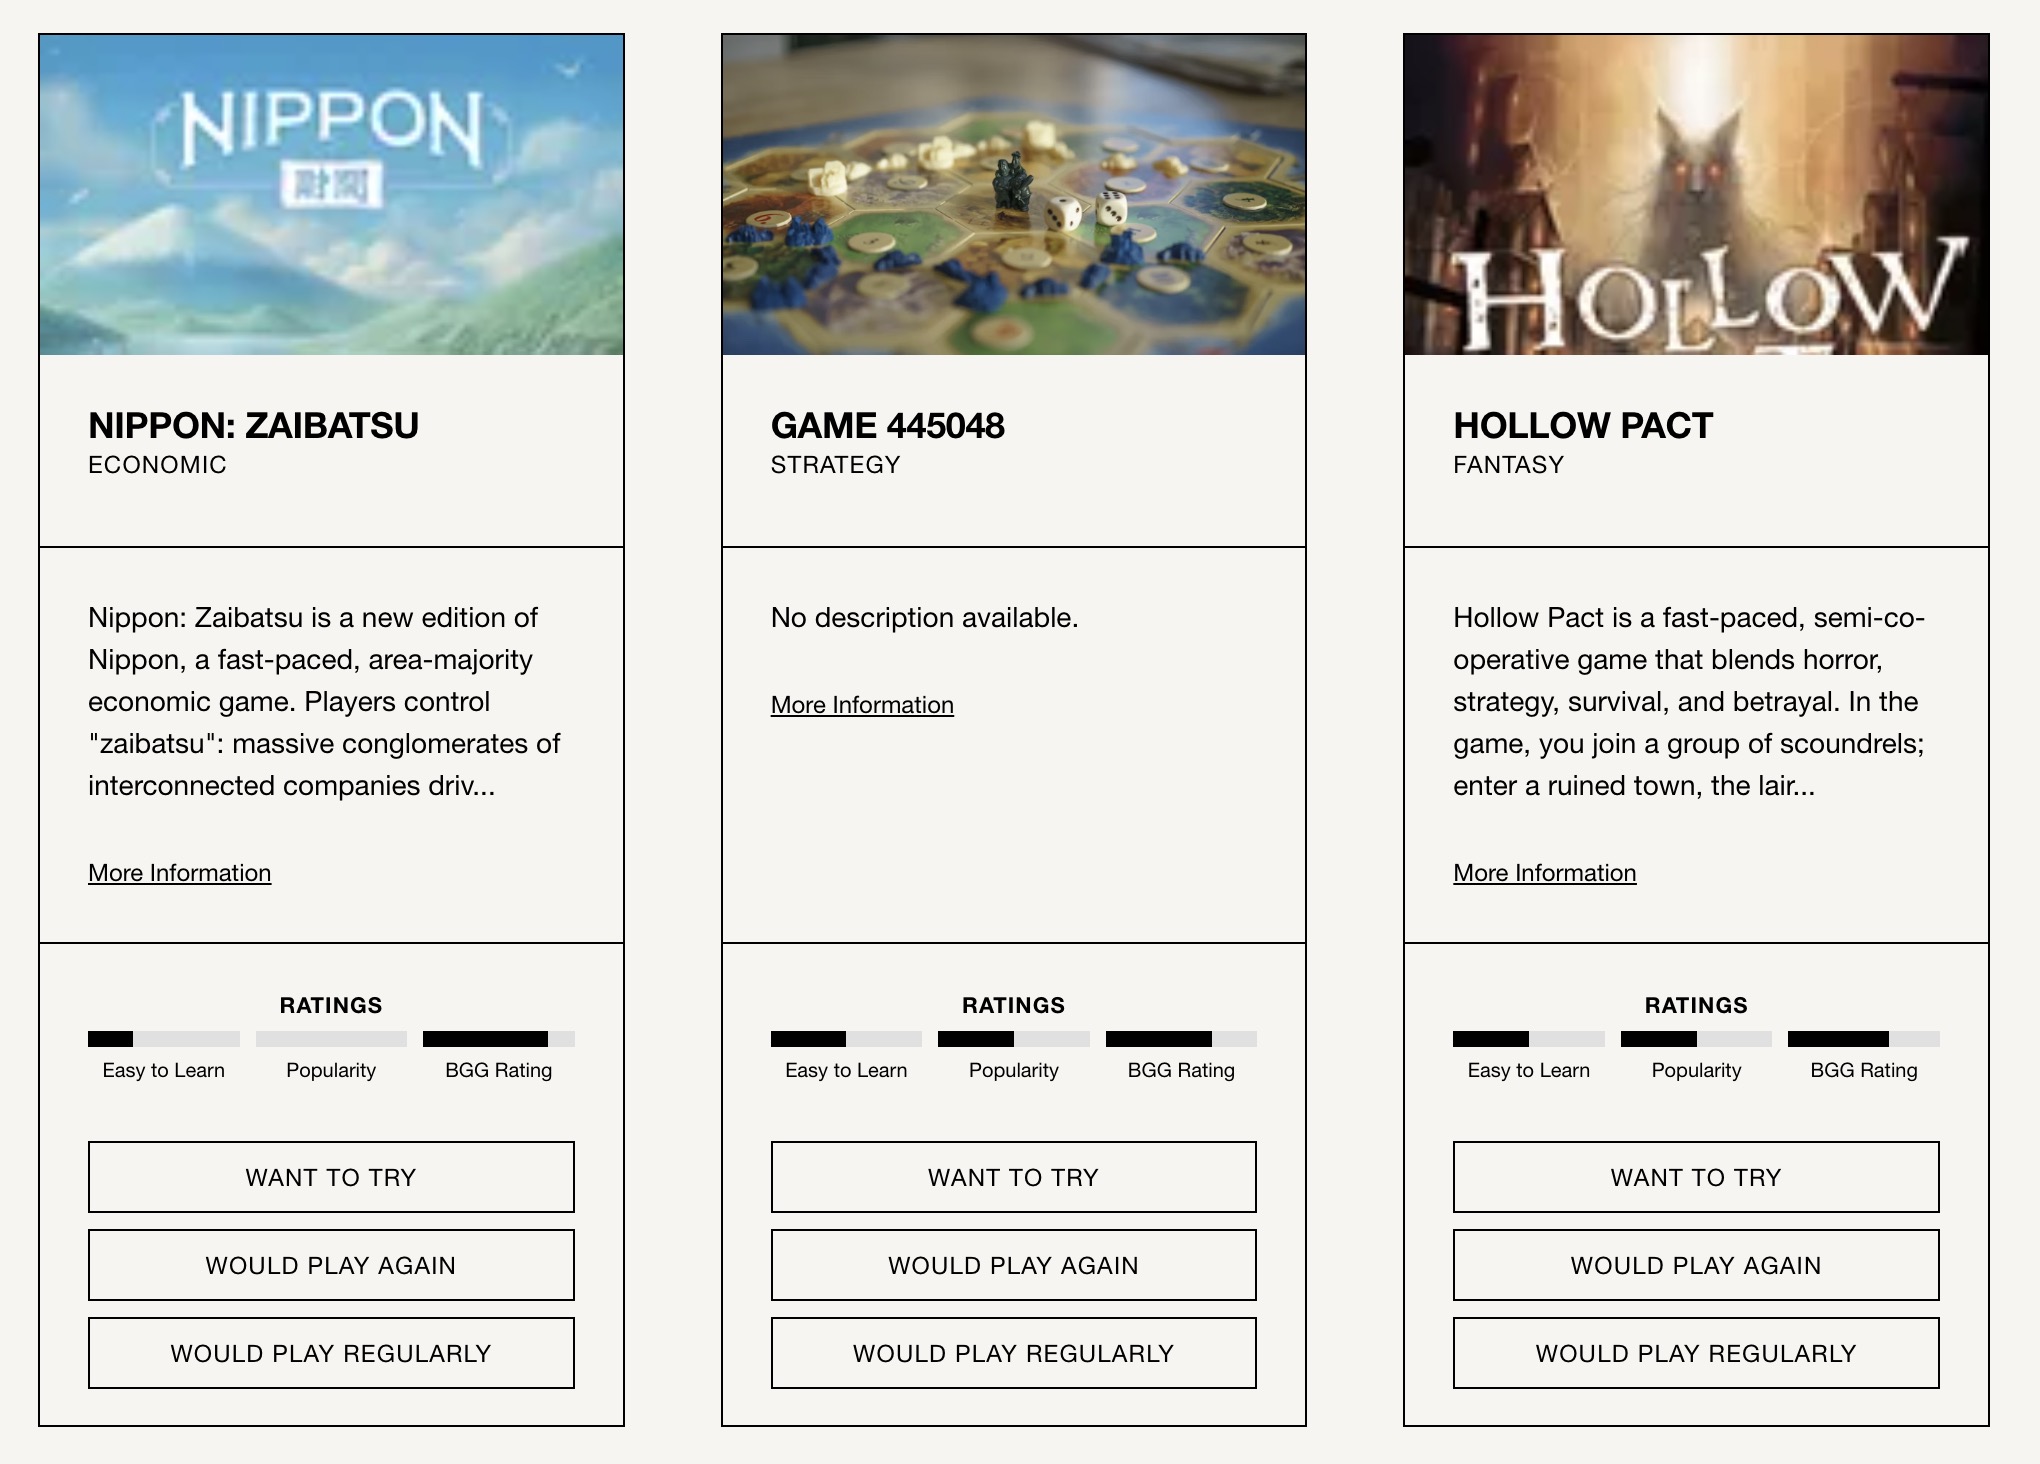 NIPPON
NIPPON: ZAIBATSU
ECONOMIC
Nippon: Zaibatsu is a new edition of
Nippon, a fast-paced, area-majority
economic game. Players control
"zaibatsu": massive conglomerates of
interconnected companies driv...
More Information
RATINGS
Easy to Learn
Popularity
BGG Rating
WANT TO TRY
WOULD PLAY AGAIN
WOULD PLAY REGULARLY
GAME 445048
STRATEGY
No description available.
More Information
RATINGS
Easy to Learn
Popularity
BGG Rating
WANT TO TRY
WOULD PLAY AGAIN
WOULD PLAY REGULARLY
HOLLOW
HOLLOW PACT
FANTASY
Hollow Pact is a fast-paced, semi-co-
operative game that blends horror,
strategy, survival, and betrayal. In the
game, you join a group of scoundrels;
enter a ruined town, the lair...
More Information
RATINGS
Easy to Learn
Popularity
BGG Rating
WANT TO TRY
WOULD PLAY AGAIN
WOULD PLAY REGULARLY